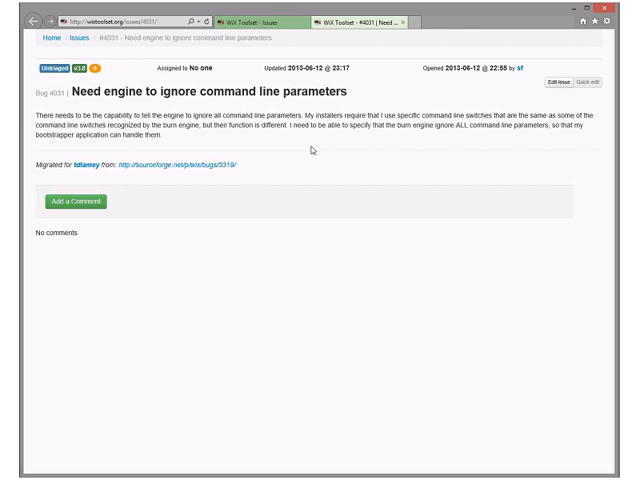 http://wixtoolset.org/issues/4031/
WiX Toolset - Issues
WiX Toolset - #4031 | Need ...
Home / Issues / #4031 - Need engine to ignore command line parameters
Untriaged v3.8 0 Assigned to No one Updated 2013-06-12 @ 23:17 Opened 2013-06-12 @ 22:55 by sf
Edit issue Quick edit
Bug 4031 | Need engine to ignore command line parameters
There needs to be the capability to tell the engine to ignore all command line parameters. My installers require that I use specific command line switches that are the same as some of the
command line switches recognized by the burn engine, but their function is different. I need to be able to specify that the burn engine ignore ALL command line parameters, so that my
bootstrapper application can handle them.
Migrated for tdlamey from: http://sourceforge.net/p/wix/bugs/3319/
Add a Comment
No comments.